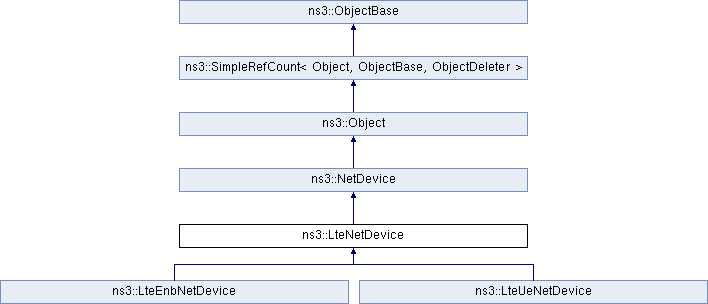 ns3::ObjectBase
ns3::SimpleRefCount< Object, ObjectBase, ObjectDeleter >
ns3::Object
ns3::NetDevice
ns3::LteNetDevice
ns3::LteEnbNetDevice
ns3::LteUeNetDevice